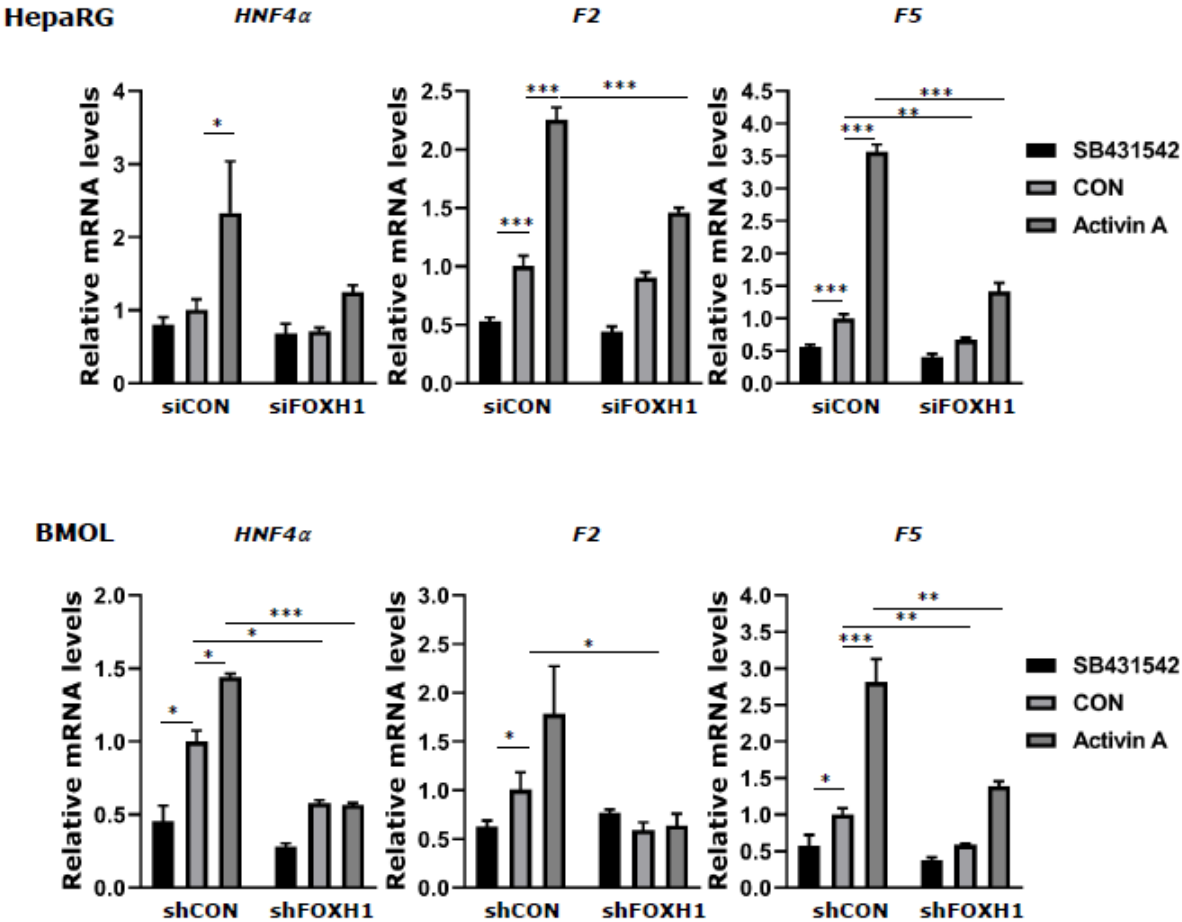 HepaRG
HNF4α
F2
F5
Relative mRNA levels
4
3
2
1
0
*
siCON
siFOXH1
Relative mRNA levels
2.5
2.0
1.5
1.0
0.5
0.0
***
***
***
siCON
siFOXH1
Relative mRNA levels
4.5
4.0
3.5
3.0
2.5
2.0
1.5
1.0
0.5
0.0
***
**
***
***
siCON
siFOXH1
SB431542
CON
Activin A
BMOL
HNF4α
F2
F5
Relative mRNA levels
2.0
1.5
1.0
0.5
0.0
***
*
*
*
shCON
shFOXH1
Relative mRNA levels
3.0
2.5
2.0
1.5
1.0
0.5
0.0
*
*
shCON
shFOXH1
Relative mRNA levels
4.0
3.5
3.0
2.5
2.0
1.5
1.0
0.5
0.0
**
**
***
*
shCON
shFOXH1
SB431542
CON
Activin A